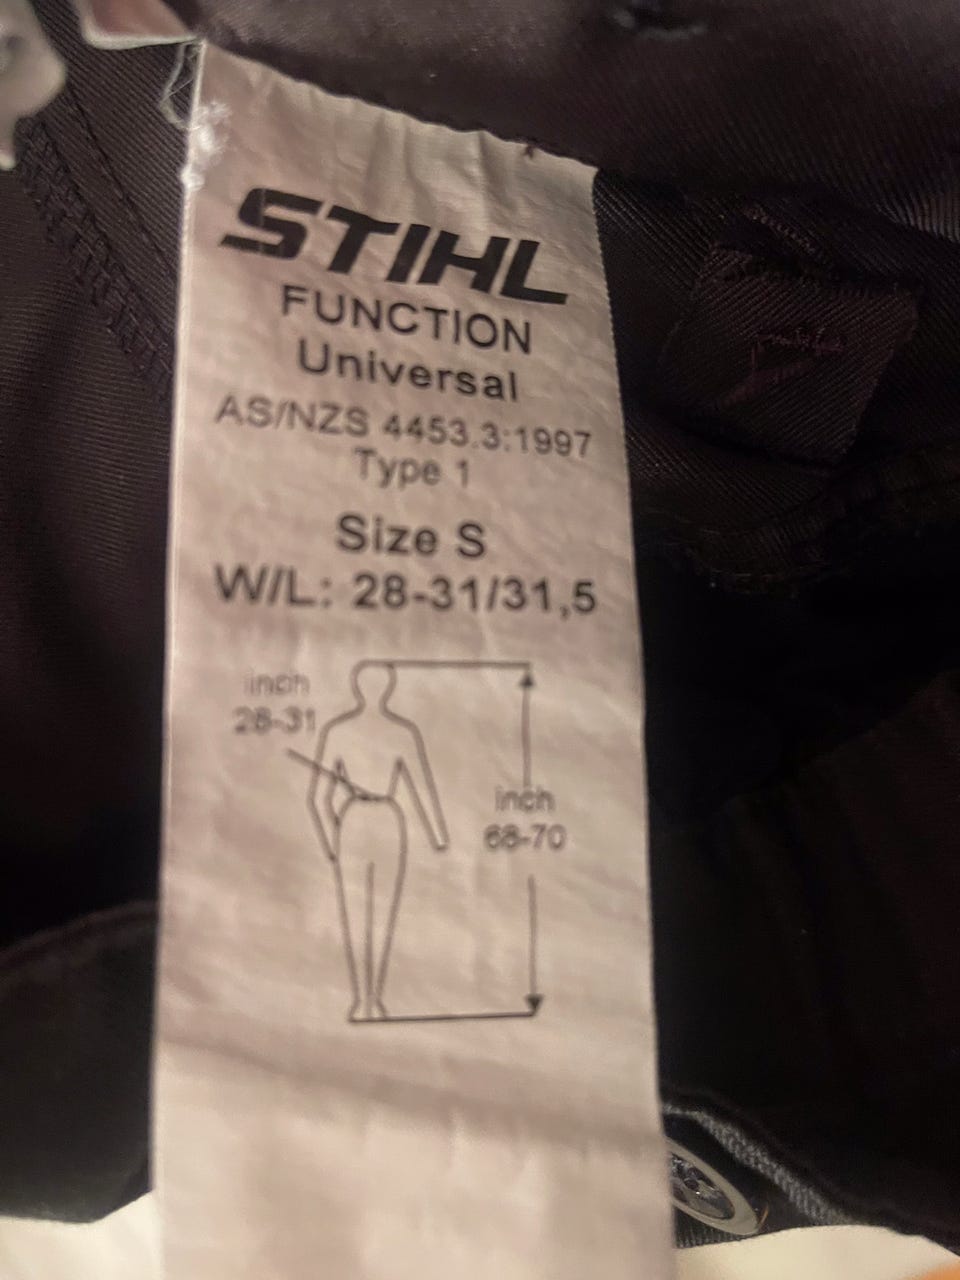 STIHL
FUNCTION
Universal
AS/NZS 4453.3:1997
Type 1
Size S
W/L: 28-31/31,5
inch
28-31
inch
68-70